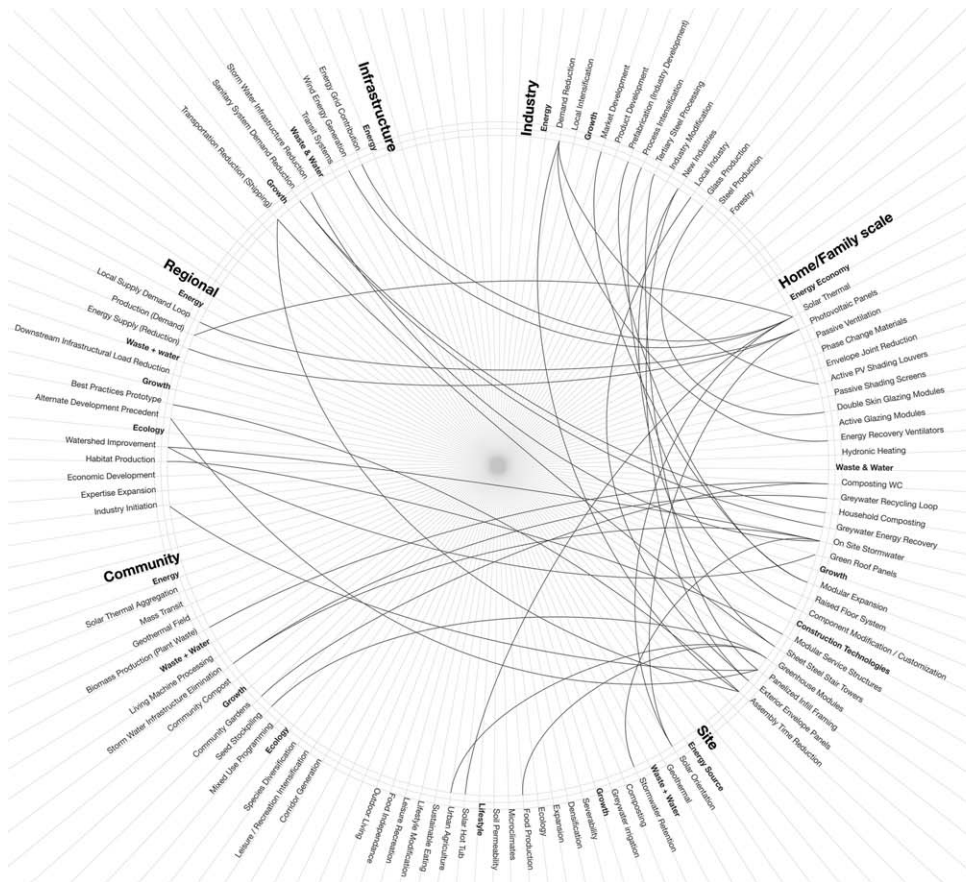 Infrastructure
Energy
Energy Grid Contribution
Wind Energy Generation
Transit Systems
Waste & Water
Storm Water Infrastructure Reduction
Sanitary System Demand Reduction
Growth
Transportation Reduction (Shipping)
Industry
Energy
Demand Reduction
Local Intensification
Growth
Market Development
Product Development
Prefabrication (Industry Development)
Process Intensification
Tertiary Steel Processing
Industry Modification
New Industries
Local Industry
Glass Production
Steel Production
Forestry
Home/Family scale
Energy Economy
Solar Thermal
Photovoltaic Panels
Passive Ventilation
Phase Change Materials
Envelope Joint Reduction
Active PV Shading Louvers
Passive Shading Screens
Double Skin Glazing Modules
Active Glazing Modules
Energy Recovery Ventilators
Hydronic Heating
Waste & Water
Composting WC
Greywater Recycling Loop
Household Composting
Greywater Energy Recovery
On Site Stormwater
Green Roof Panels
Growth
Modular Expansion
Raised Floor System
Component Modification / Customization
Construction Technologies
Modular Service Structures
Sheet Steel Stair Towers
Greenhouse Modules
Panelized Infill Framing
Exterior Envelope Panels
Assembly Time Reduction
Site
Energy Source
Solar Orientation
Geothermal
Waste + Water
Stormwater Retention
Composting
Greywater irrigation
Growth
Severability
Densification
Expansion
Ecology
Food Production
Microclimates
Soil Permeability
Lifestyle
Solar Hot Tub
Urban Agriculture
Sustainable Eating
Lifestyle Modification
Leisure Recreation
Food Independance
Outdoor Living
Regional
Energy
Local Supply Demand Loop
Production (Demand)
Energy Supply (Reduction)
Waste + water
Downstream Infrastructural Load Reduction
Growth
Best Practices Prototype
Alternate Development Precedent
Ecology
Watershed Improvement
Habitat Production
Economic Development
Expertise Expansion
Industry Initiation
Community
Energy
Solar Thermal Aggregation
Mass Transit
Geothermal Field
Biomass Production (Plant Waste)
Waste + Water
Living Machine Processing
Storm Water Infrastructure Elimination
Community Compost
Growth
Community Gardens
Seed Stockpiling
Mixed Use Programming
Ecology
Species Diversification
Leisure / Recreation Intensification
Corridor Generation